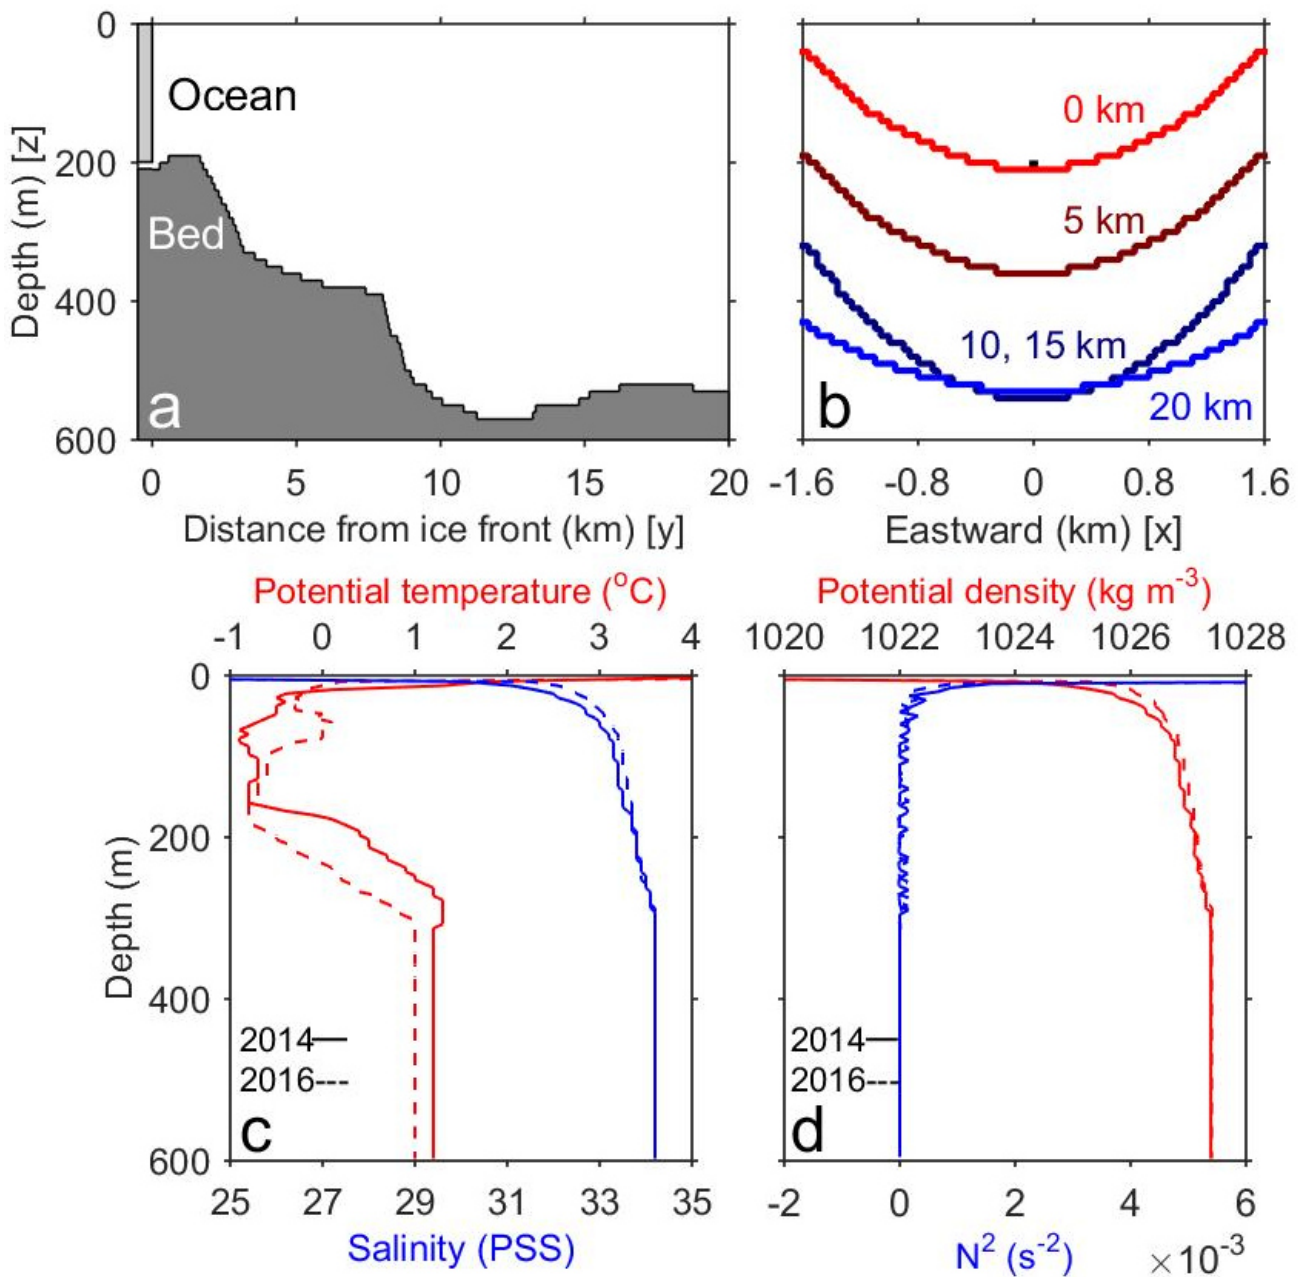 0
200
400
600
Depth (m) [z]
Ocean
Bed
a
0 5 10 15 20
Distance from ice front (km) [y]
0 km
5 km
10, 15 km
20 km
b
-1.6 -0.8 0 0.8 1.6
Eastward (km) [x]
Potential temperature (°C)
-1 0 1 2 3 4
0
200
400
600
Depth (m)
2014
2016
c
25 27 29 31 33 35
Salinity (PSS)
Potential density (kg m⁻³)
1020 1022 1024 1026 1028
2014
2016
d
-2 0 2 4 6
N² (s⁻²) ×10⁻³